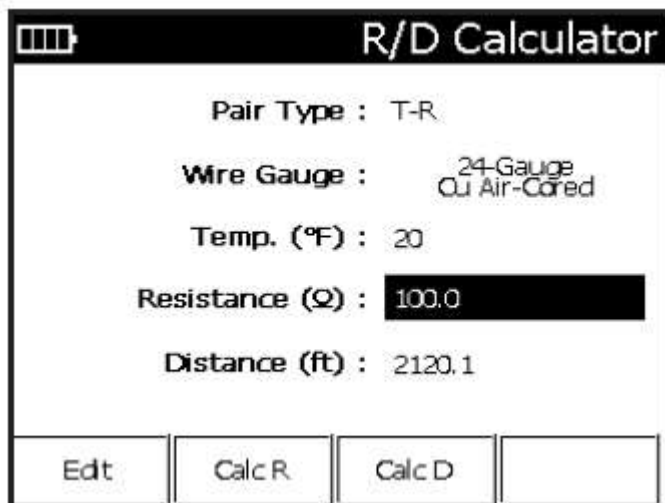 R/D Calculator
Pair Type : T-R
Wire Gauge : 24-Gauge
Cu Air-Cored
Temp. (°F) : 20
Resistance (Ω) : 100.0
Distance (ft) : 2120.1
Edit Calc R Calc D